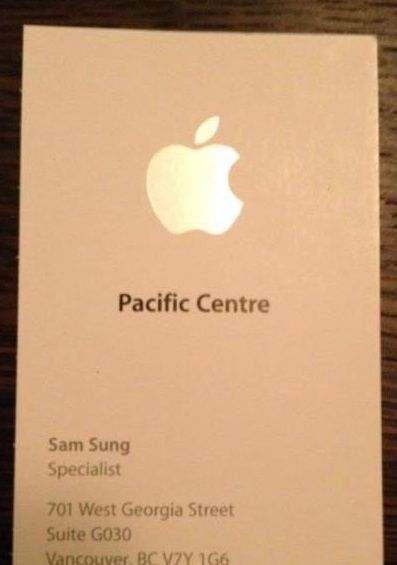 Pacific Centre
Sam Sung
Specialist
701 West Georgia Street
Suite G030
Vancouver, BC V7Y 1G6